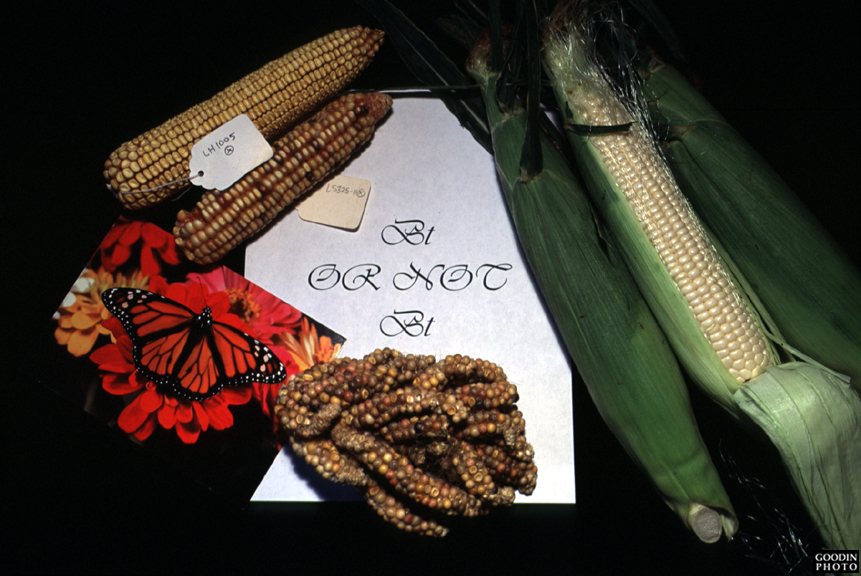 LH1005
Bt
OR NOT
Bt
GOODIN
PHOTO